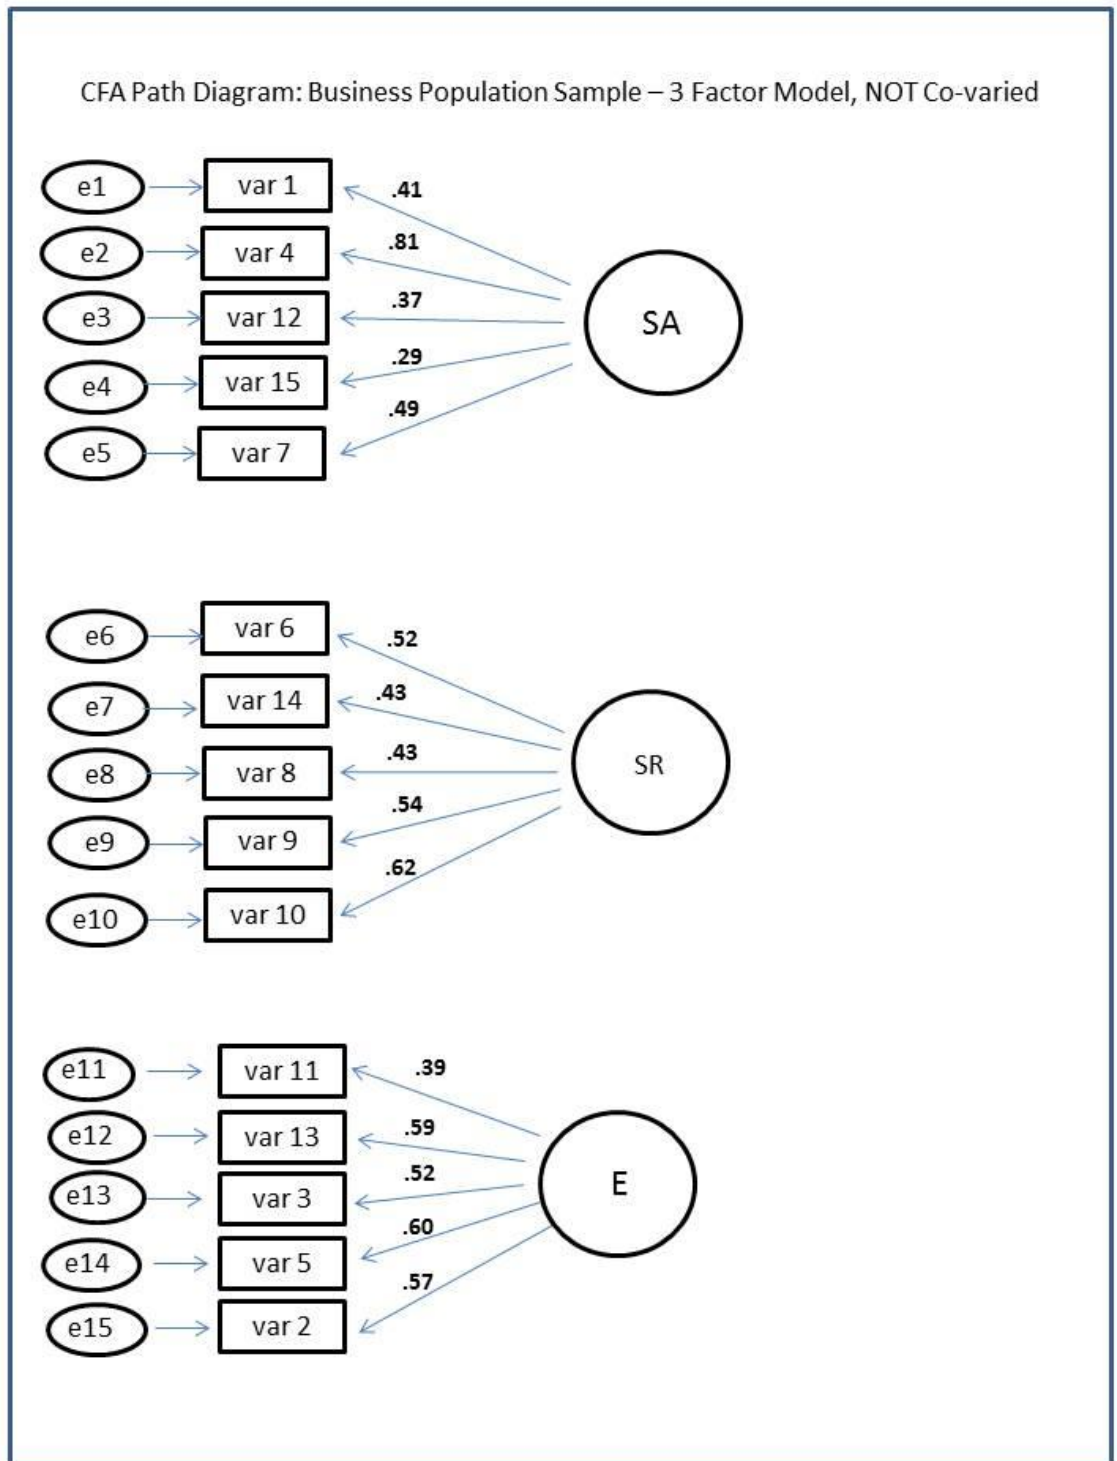 CFA Path Diagram: Business Population Sample – 3 Factor Model, NOT Co-varied
e1 var 1 .41
e2 var 4 .81
e3 var 12 .37
SA
e4 var 15 .29
e5 var 7 .49
e6 var 6 .52
e7 var 14 .43
e8 var 8 .43
SR
e9 var 9 .54
e10 var 10 .62
e11 var 11 .39
e12 var 13 .59
e13 var 3 .52
E
e14 var 5 .60
e15 var 2 .57